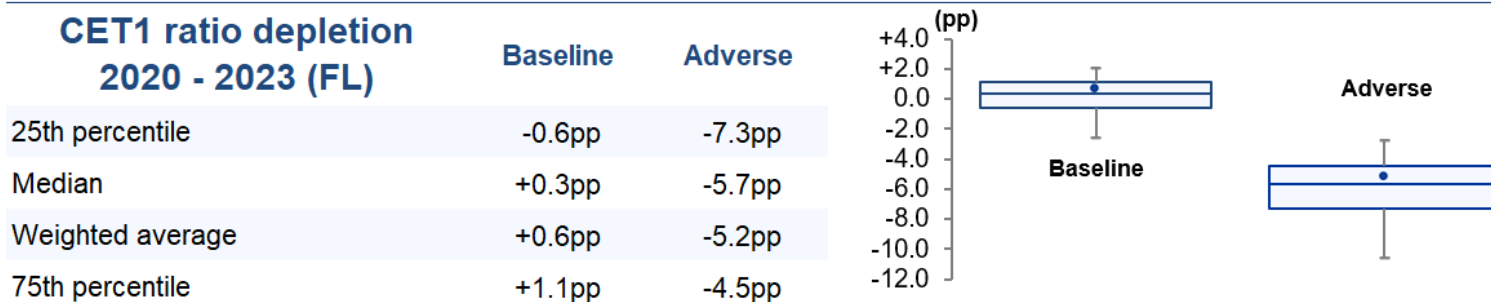 CET1 ratio depletion
2020 - 2023 (FL)
Baseline
Adverse
25th percentile -0.6pp -7.3pp
Median +0.3pp -5.7pp
Weighted average +0.6pp -5.2pp
75th percentile +1.1pp -4.5pp
(pp)
+4.0
+2.0
0.0
-2.0
-4.0
-6.0
-8.0
-10.0
-12.0
Baseline
Adverse